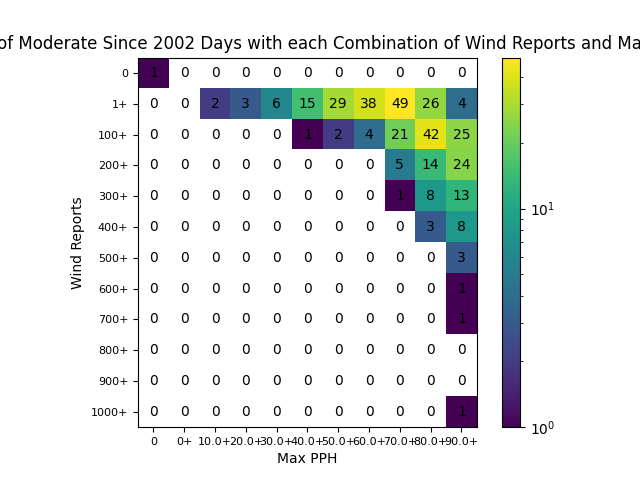 of Moderate Since 2002 Days with each Combination of Wind Reports and Ma
0 1 0 0 0 0 0 0 0 0 0 0
1+ 0 0 2 3 6 15 29 38 49 26 4
100+ 0 0 0 0 0 1 2 4 21 42 25
200+ 0 0 0 0 0 0 0 0 5 14 24
300+ 0 0 0 0 0 0 0 0 1 8 13
400+ 0 0 0 0 0 0 0 0 0 3 8
500+ 0 0 0 0 0 0 0 0 0 0 3
600+ 0 0 0 0 0 0 0 0 0 0 1
700+ 0 0 0 0 0 0 0 0 0 0 1
800+ 0 0 0 0 0 0 0 0 0 0 0
900+ 0 0 0 0 0 0 0 0 0 0 0
1000+ 0 0 0 0 0 0 0 0 0 0 1
0 0+ 10.0+ 20.0+ 30.0+ 40.0+ 50.0+ 60.0+ 70.0+ 80.0+ 90.0+
Max PPH
Wind Reports
10¹
10⁰